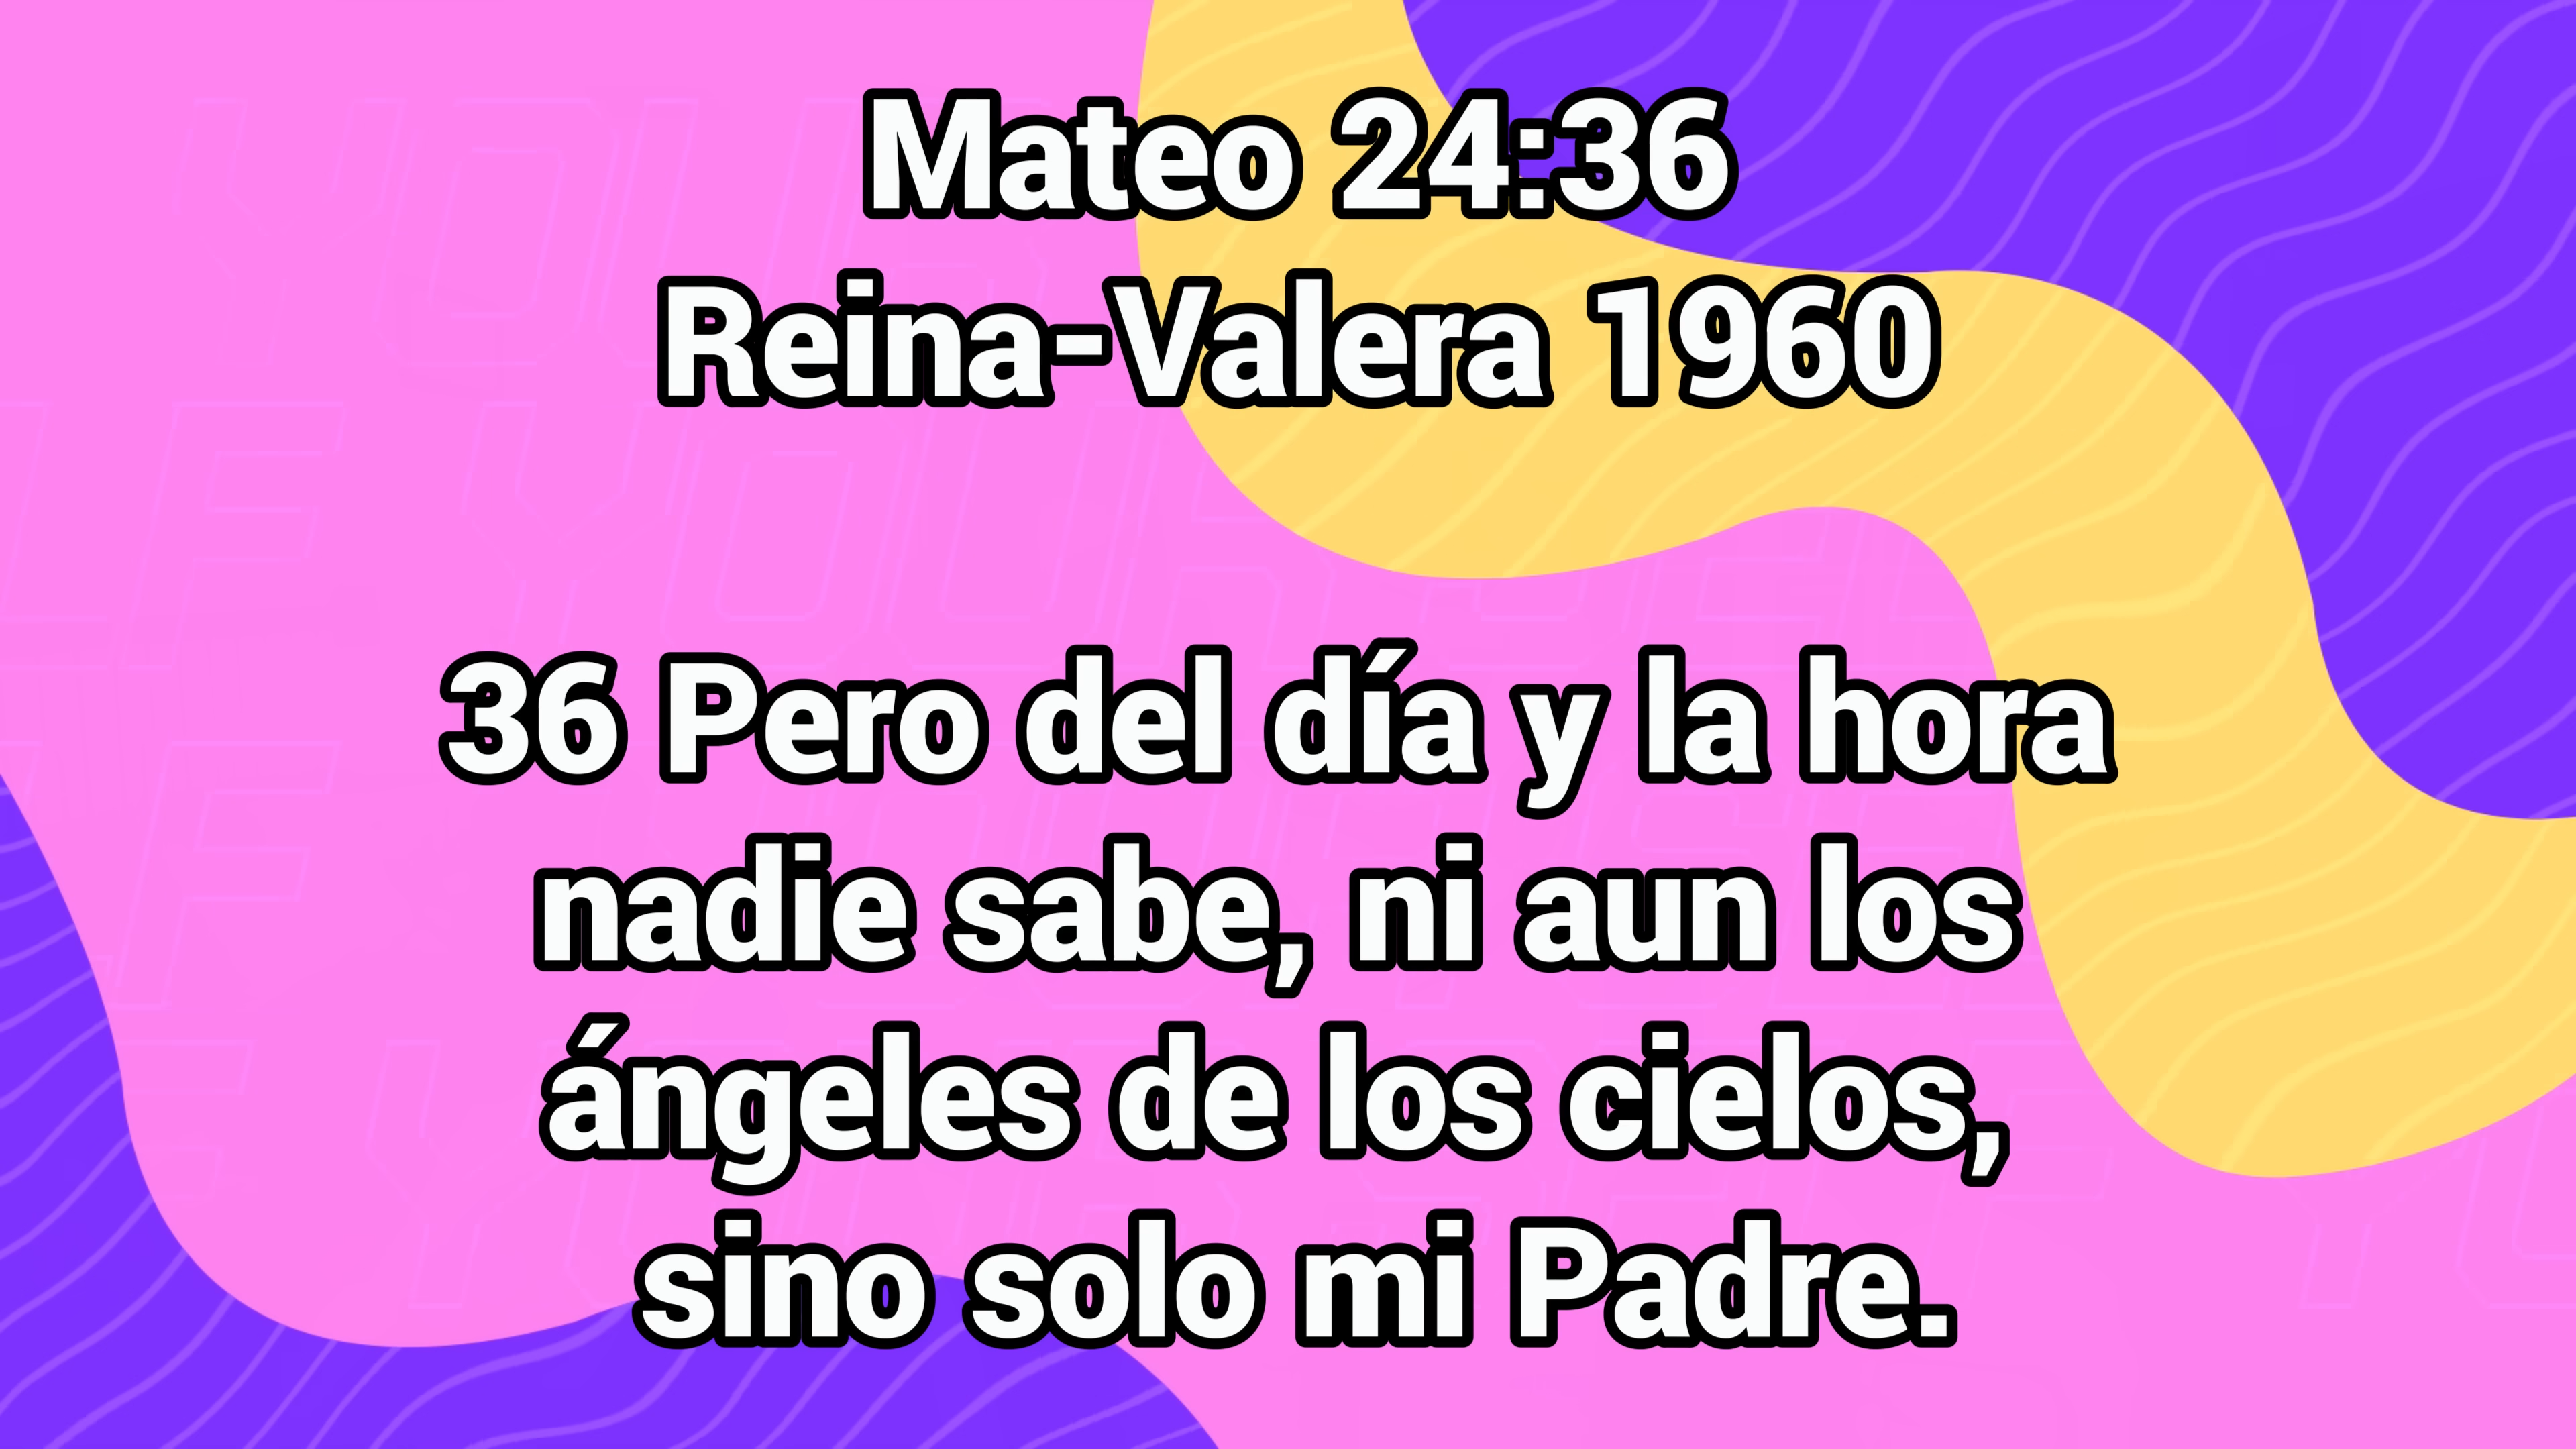 Mateo 24:36
Reina-Valera 1960
36 Pero del día y la hora
nadie sabe, ni aun los
ángeles de los cielos,
sino solo mi Padre.